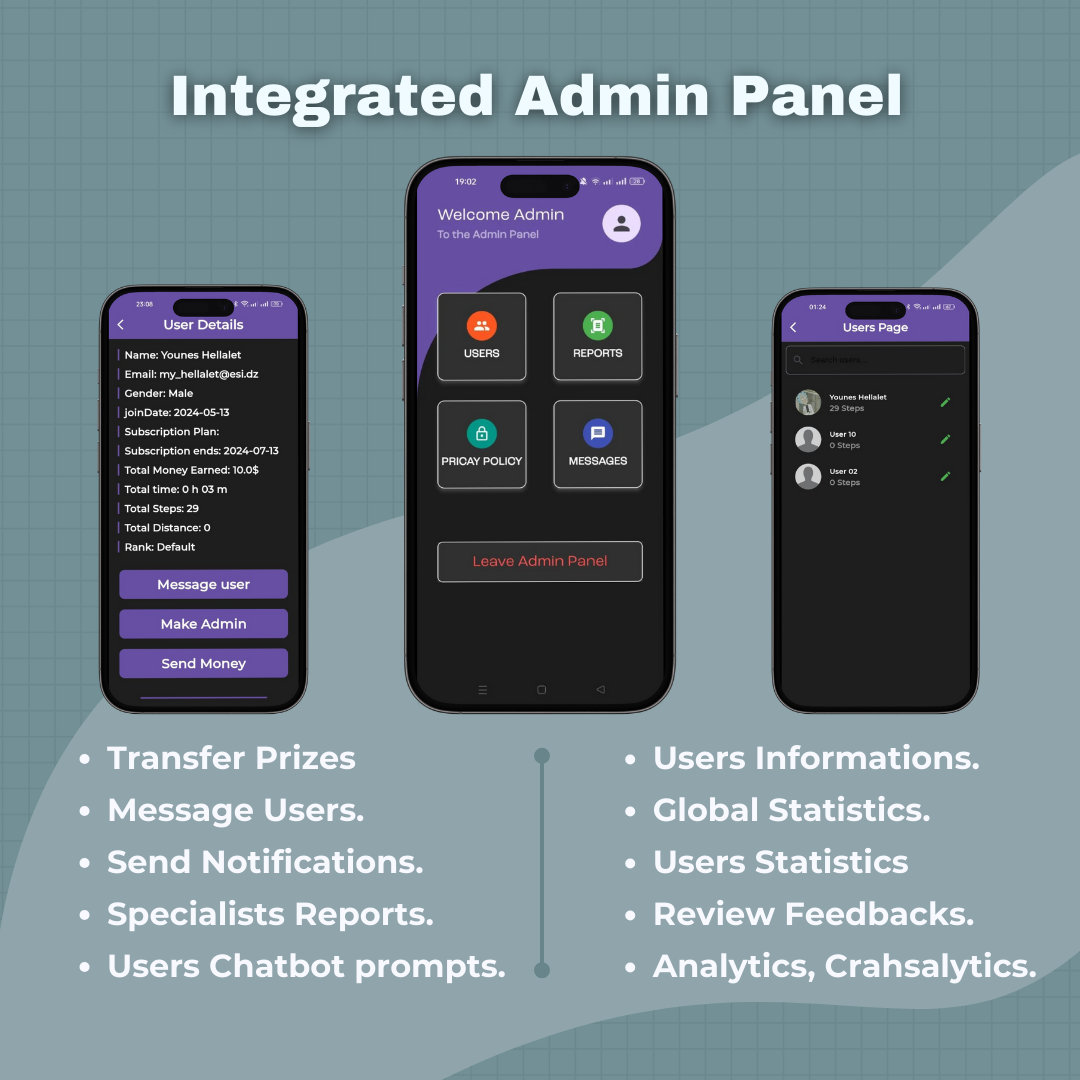 Integrated Admin Panel
23:08
User Details
Name: Younes Hellalet
Email: my_hellalet@esi.dz
Gender: Male
joinDate: 2024-05-13
Subscription Plan:
Subscription ends: 2024-07-13
Total Money Earned: 10.0$
Total time: 0 h 03 m
Total Steps: 29
Total Distance: 0
Rank: Default
Message user
Make Admin
Send Money
19:02
28
Welcome Admin
To the Admin Panel
USERS
REPORTS
PRICAY POLICY
MESSAGES
Leave Admin Panel
01:24
Users Page
Search users...
Younes Hellalet
29 Steps
User 10
0 Steps
User 02
0 Steps
• Transfer Prizes
• Message Users.
• Send Notifications.
• Specialists Reports.
• Users Chatbot prompts.
• Users Informations.
• Global Statistics.
• Users Statistics
• Review Feedbacks.
• Analytics, Crahsalytics.